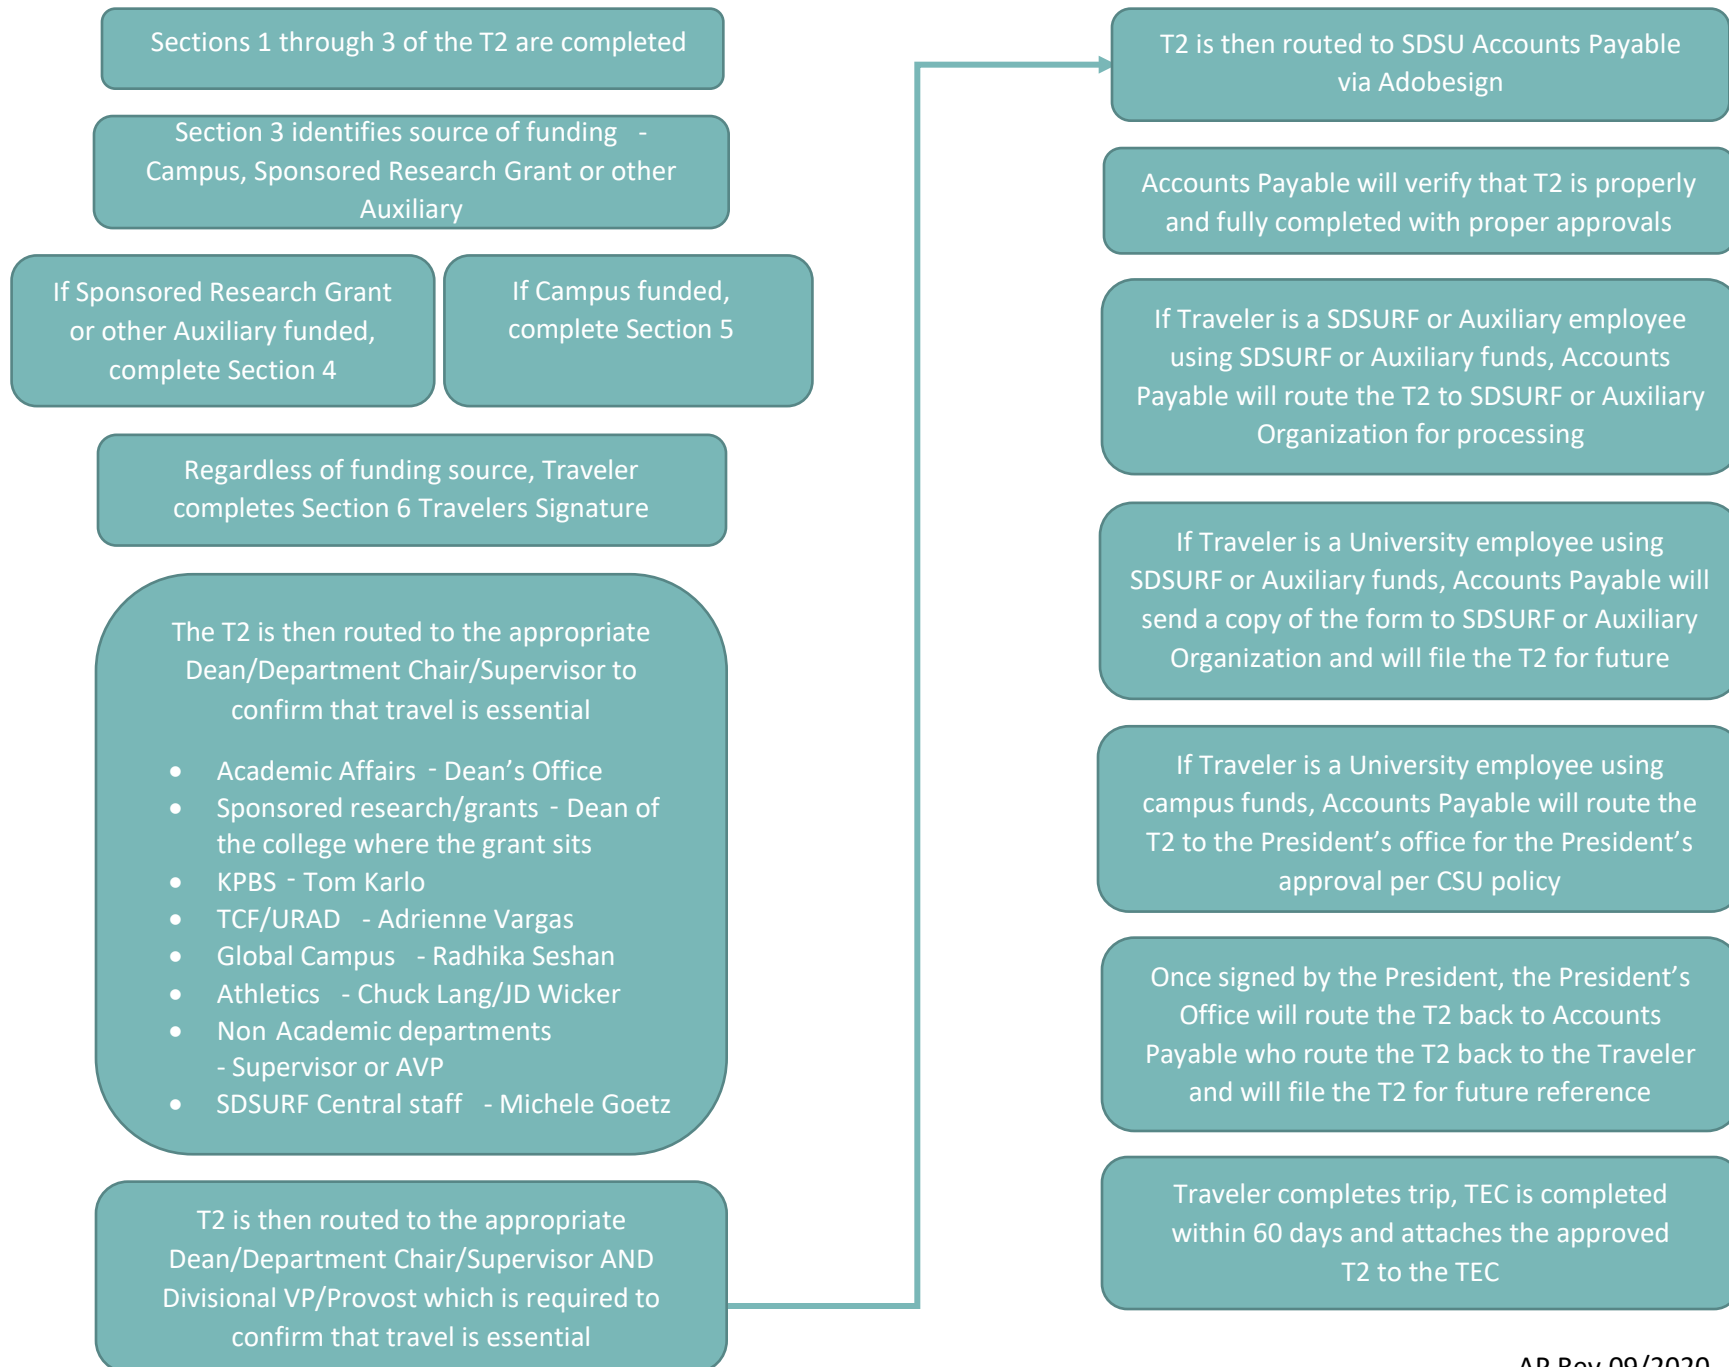 Sections 1 through 3 of the T2 are completed
Section 3 identifies source of funding -
Campus, Sponsored Research Grant or other
Auxiliary
If Sponsored Research Grant
or other Auxiliary funded,
complete Section 4
If Campus funded,
complete Section 5
Regardless of funding source, Traveler
completes Section 6 Travelers Signature
The T2 is then routed to the appropriate
Dean/Department Chair/Supervisor to
confirm that travel is essential
• Academic Affairs - Dean’s Office
• Sponsored research/grants - Dean of
the college where the grant sits
• KPBS - Tom Karlo
• TCF/URAD - Adrienne Vargas
• Global Campus - Radhika Seshan
• Athletics - Chuck Lang/JD Wicker
• Non Academic departments
- Supervisor or AVP
• SDSURF Central staff - Michele Goetz
T2 is then routed to the appropriate
Dean/Department Chair/Supervisor AND
Divisional VP/Provost which is required to
confirm that travel is essential
T2 is then routed to SDSU Accounts Payable
via Adobesign
Accounts Payable will verify that T2 is properly
and fully completed with proper approvals
If Traveler is a SDSURF or Auxiliary employee
using SDSURF or Auxiliary funds, Accounts
Payable will route the T2 to SDSURF or Auxiliary
Organization for processing
If Traveler is a University employee using
SDSURF or Auxiliary funds, Accounts Payable will
send a copy of the form to SDSURF or Auxiliary
Organization and will file the T2 for future
If Traveler is a University employee using
campus funds, Accounts Payable will route the
T2 to the President’s office for the President’s
approval per CSU policy
Once signed by the President, the President’s
Office will route the T2 back to Accounts
Payable who route the T2 back to the Traveler
and will file the T2 for future reference
Traveler completes trip, TEC is completed
within 60 days and attaches the approved
T2 to the TEC
AP Rev 09/2020